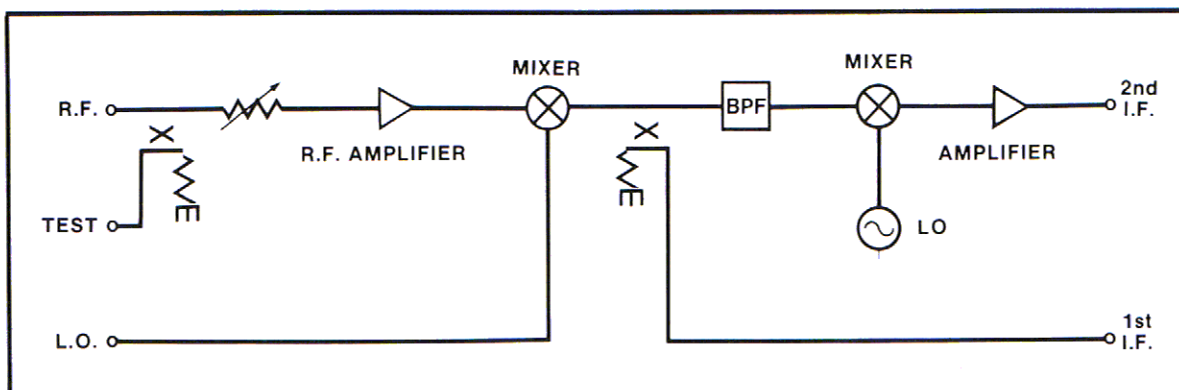 MIXER
MIXER
R.F.
BPF
2nd
I.F.
R.F. AMPLIFIER
AMPLIFIER
TEST
LO
L.O.
1st
I.F.